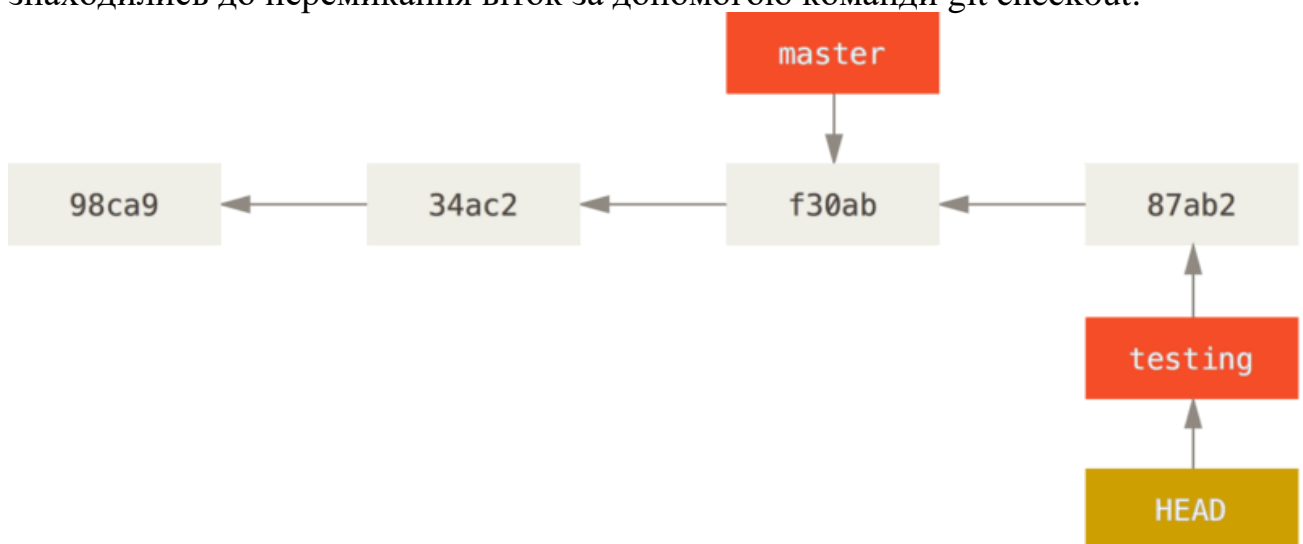 знаходились до перемикання віток за допомогою команди git checkout.
master
98ca9
34ac2
f30ab
87ab2
testing
HEAD